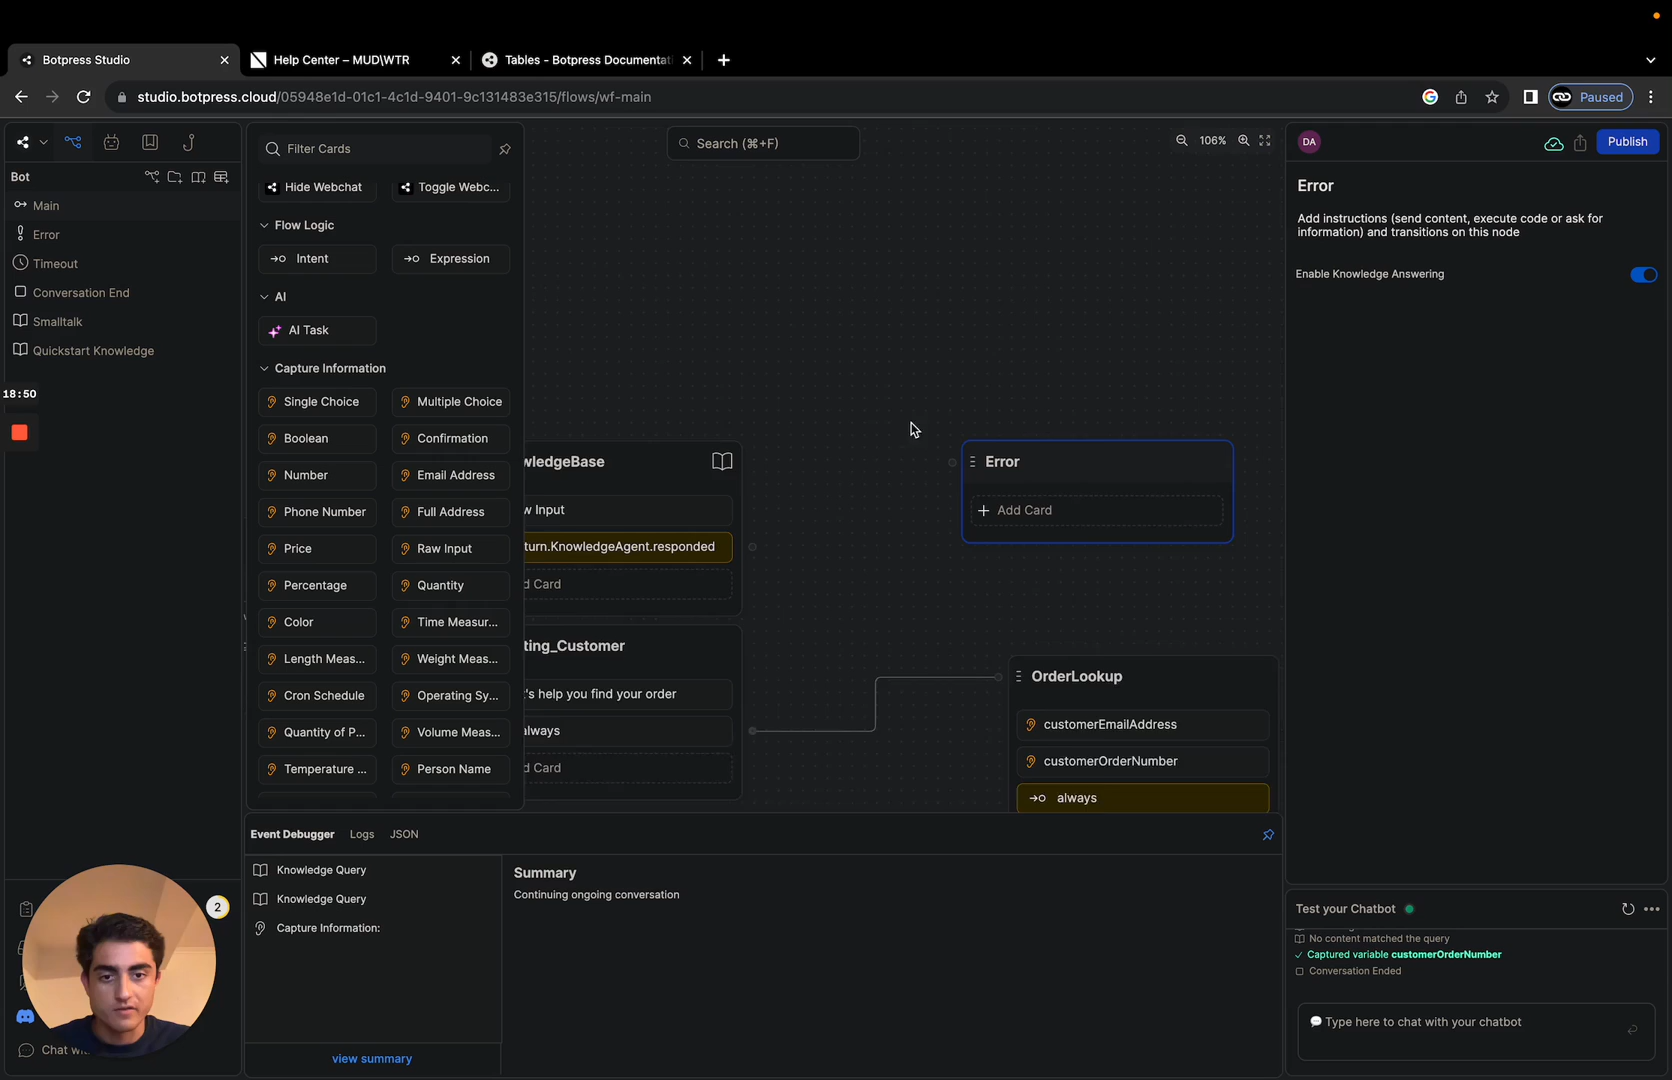 Botpress Studio
Help Center – MUD\WTR
Tables - Botpress Documentati
studio.botpress.cloud/05948e1d-01c1-4c1d-9401-9c131483e315/flows/wf-main
Paused
Filter Cards
Search (⌘+F)
106%
DA
Publish
Bot
Main
Error
Timeout
Conversation End
Smalltalk
Quickstart Knowledge
18:50
Hide Webchat
Toggle Webc...
Flow Logic
Intent
Expression
AI
AI Task
Capture Information
Single Choice
Multiple Choice
Boolean
Confirmation
Number
Email Address
Phone Number
Full Address
Price
Raw Input
Percentage
Quantity
Color
Time Measur...
Length Meas...
Weight Meas...
Cron Schedule
Operating Sy...
Quantity of P...
Volume Meas...
Temperature ...
Person Name
wledgeBase
w Input
turn.KnowledgeAgent.responded
d Card
ting_Customer
's help you find your order
always
d Card
Error
Add Card
OrderLookup
customerEmailAddress
customerOrderNumber
always
Error
Add instructions (send content, execute code or ask for
information) and transitions on this node
Enable Knowledge Answering
Event Debugger
Logs
JSON
Knowledge Query
Knowledge Query
Capture Information:
view summary
Summary
Continuing ongoing conversation
2
Chat wi
Test your Chatbot
No content matched the query
Captured variable customerOrderNumber
Conversation Ended
Type here to chat with your chatbot